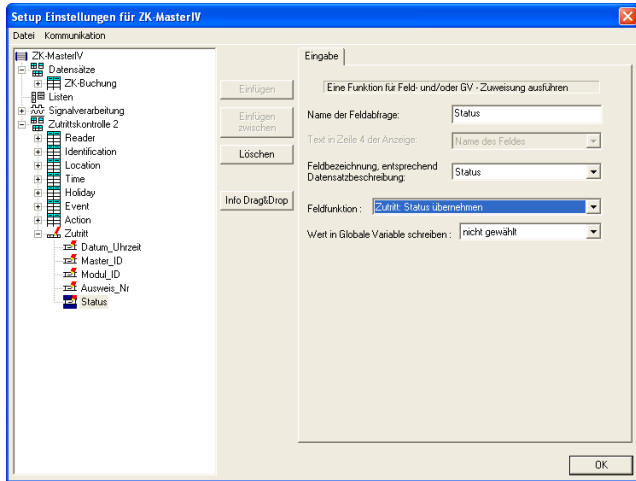 Setup Einstellungen für ZK-MasterIV
Datei Kommunikation
ZK-MasterIV
Datensätze
ZK-Buchung
Listen
Signalverarbeitung
Zutrittskontrolle 2
Reader
Identification
Location
Time
Holiday
Event
Action
Zutritt
Datum_Uhrzeit
Master_ID
Modul_ID
Ausweis_Nr
Status
Einfügen
Einfügen
zwischen
Löschen
Info Drag&Drop
Eingabe
Eine Funktion für Feld- und/oder GV - Zuweisung ausführen
Name der Feldabfrage: Status
Text in Zeile 4 der Anzeige: Name des Feldes
Feldbezeichnung, entsprechend
Datensatzbeschreibung: Status
Feldfunktion : Zutritt: Status übernehmen
Wert in Globale Variable schreiben : nicht gewählt
OK